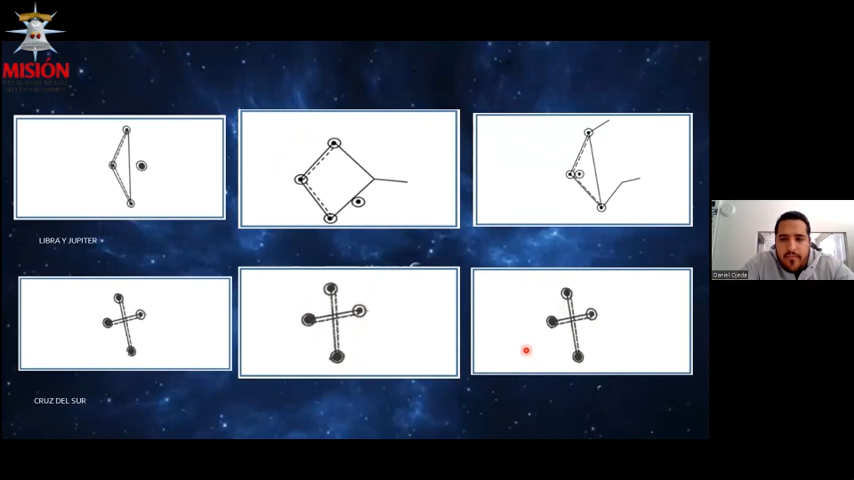 MISIÓN
LIBRA Y JUPITER
Daniel Ojeda
CRUZ DEL SUR